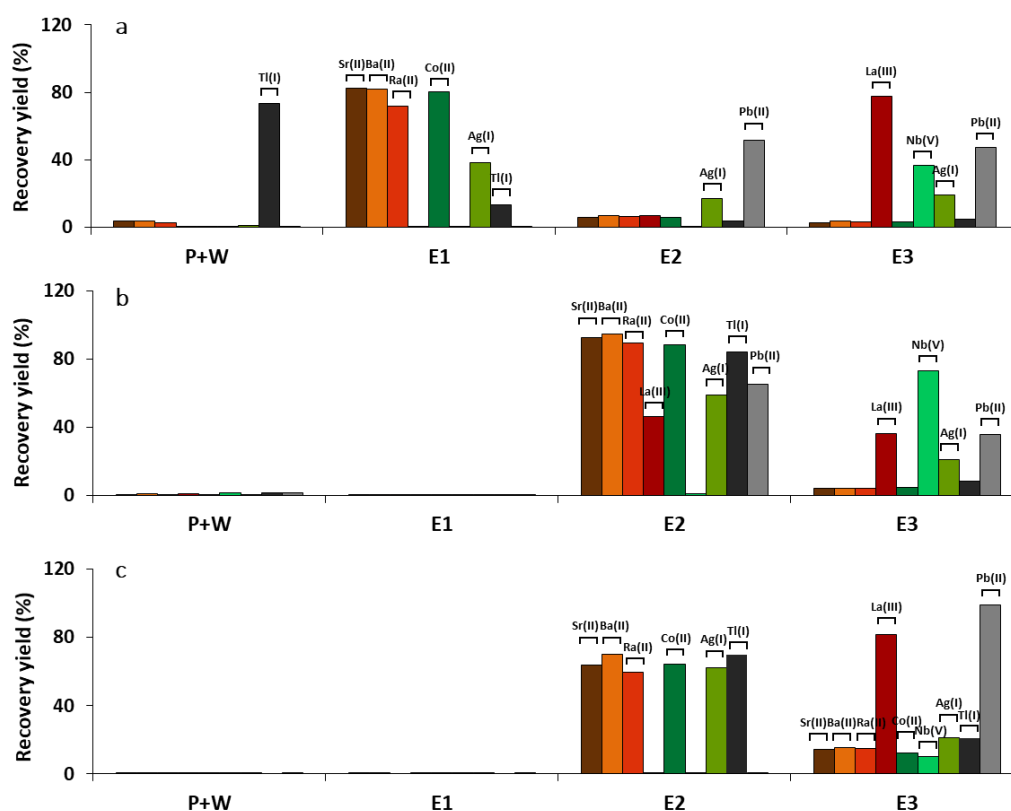 a
Recovery yield (%)
120
80
40
0
Tl(I)
Sr(II) Ba(II)
Ra(II)
Co(II)
Ag(I)
Tl(I)
Ag(I)
Pb(II)
La(III)
Nb(V)
Ag(I)
Pb(II)
P+W E1 E2 E3
b
Recovery yield (%)
120
80
40
0
Sr(II) Ba(II)
Ra(II)
La(III)
Co(II)
Ag(I)
Tl(I)
Pb(II)
La(III)
Nb(V)
Ag(I)
Pb(II)
P+W E1 E2 E3
c
Recovery yield (%)
120
80
40
0
Sr(II) Ba(II)
Ra(II)
Co(II)
Ag(I) Tl(I)
Sr(II) Ba(II) Ra(II)
La(III)
Co(II)
Nb(V)
Ag(I)
Tl(I)
Pb(II)
P+W E1 E2 E3